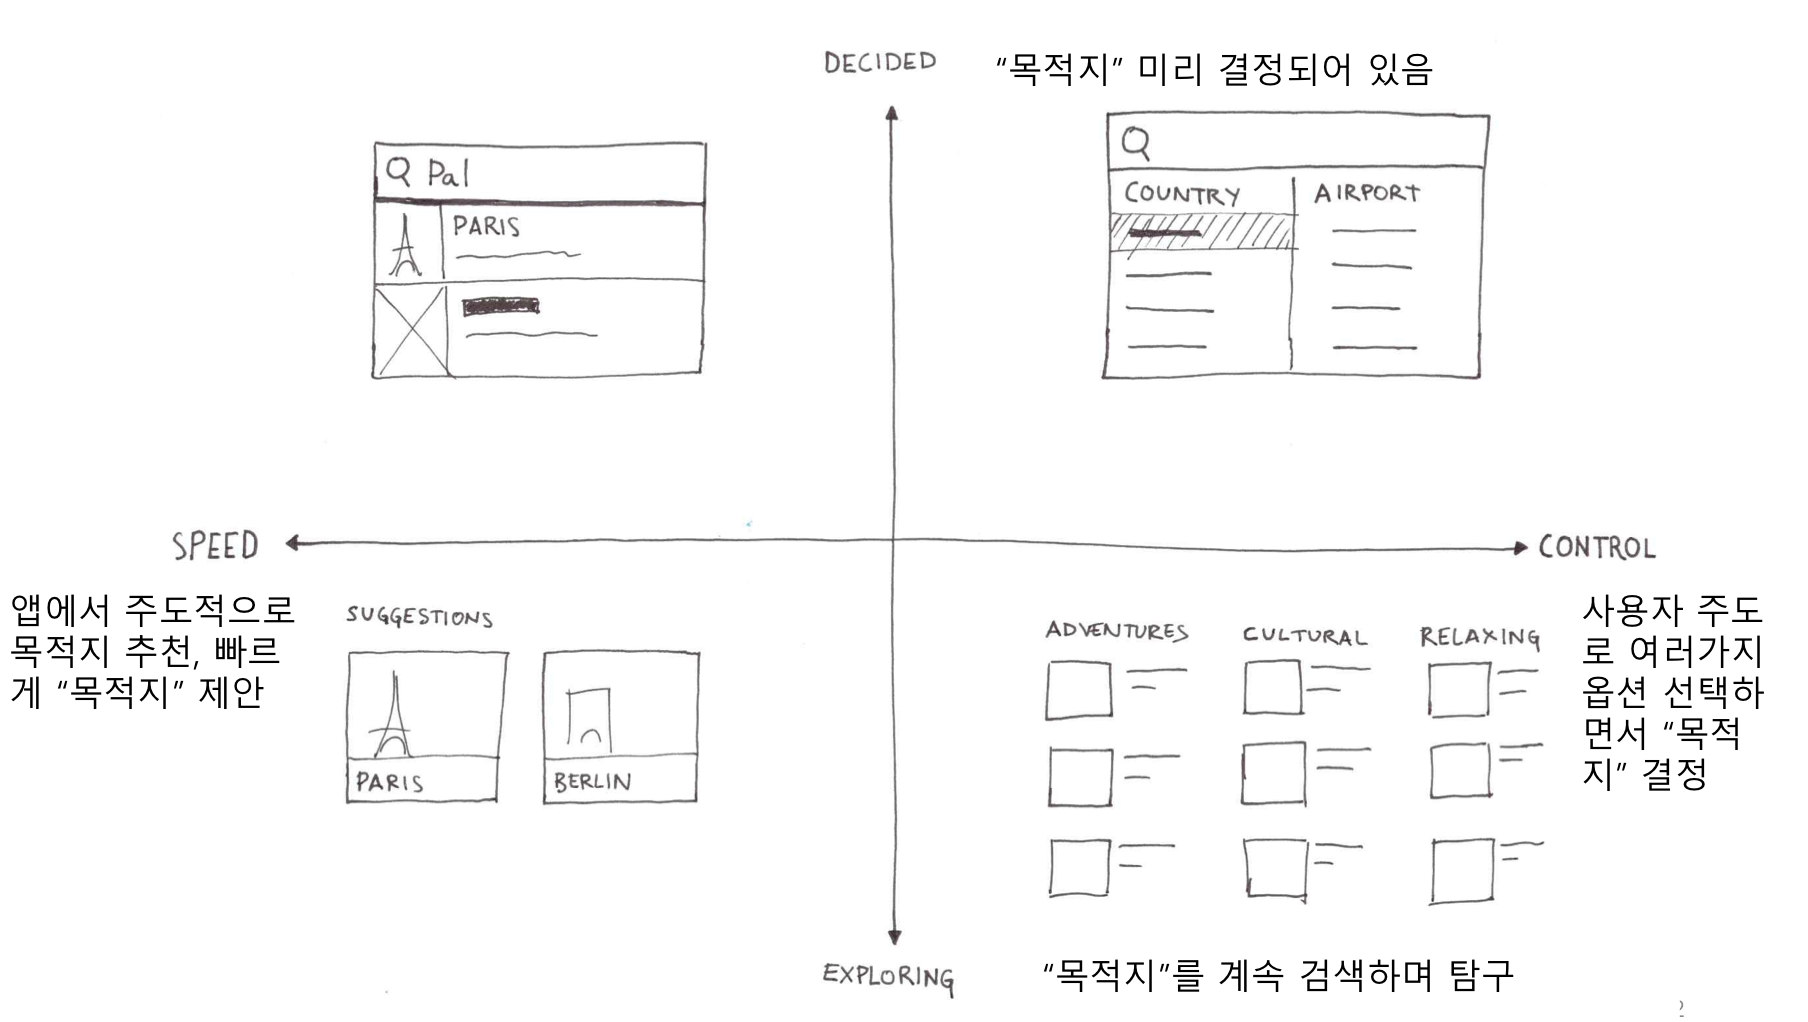 DECIDED
“목적지” 미리 결정되어 있음
Pal
PARIS
COUNTRY
AIRPORT
SPEED
CONTROL
앱에서 주도적으로
목적지 추천, 빠르
게 “목적지” 제안
SUGGESTIONS
PARIS
BERLIN
ADVENTURES
CULTURAL
RELAXING
사용자 주도
로 여러가지
옵션 선택하
면서 “목적
지” 결정
EXPLORING
“목적지”를 계속 검색하며 탐구